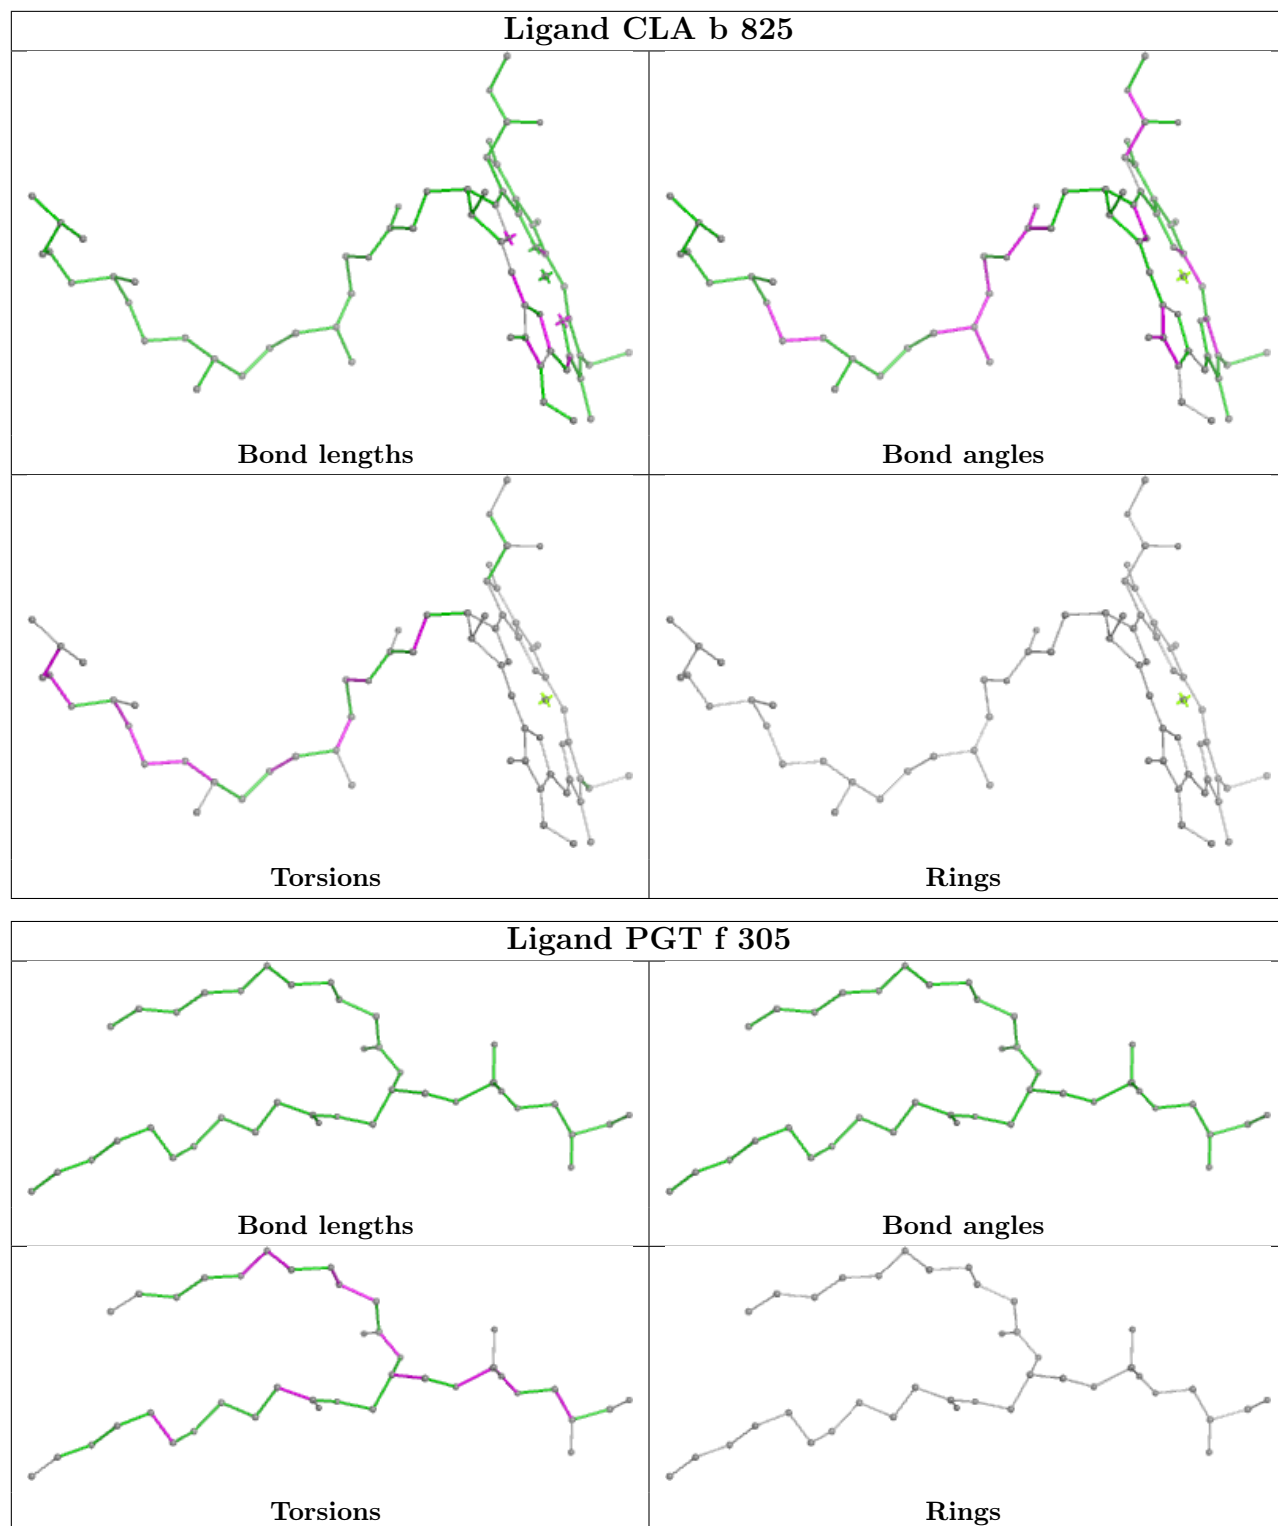 Ligand CLA b 825
Bond lengths
Bond angles
Torsions
Rings
Ligand PGT f 305
Bond lengths
Bond angles
Torsions
Rings